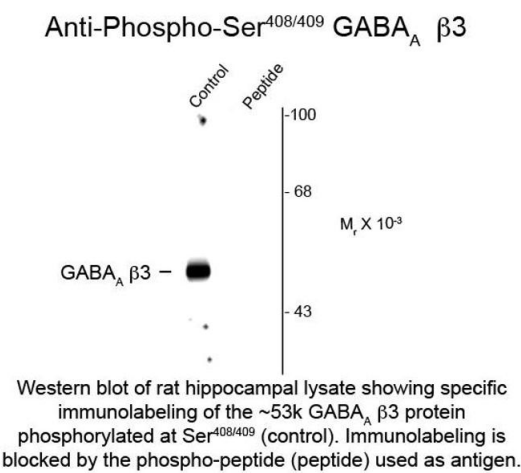 Anti-Phospho-Ser408/409 GABAA β3
Control
Peptide
-100
- 68
Mr X 10-3
GABAA β3 –
- 43
Western blot of rat hippocampal lysate showing specific
immunolabeling of the ~53k GABAA β3 protein
phosphorylated at Ser408/409 (control). Immunolabeling is
blocked by the phospho-peptide (peptide) used as antigen.